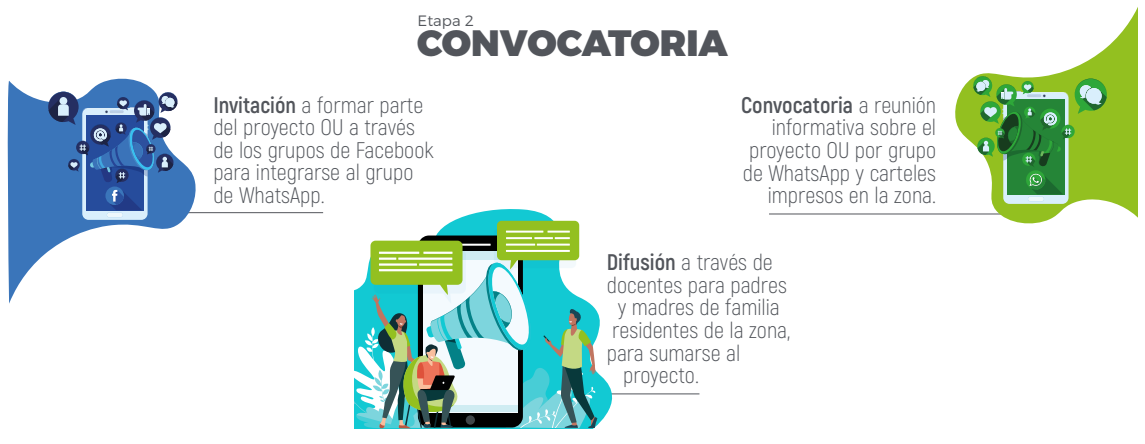 Etapa 2
CONVOCATORIA
Invitación a formar parte
del proyecto OU a través
de los grupos de Facebook
para integrarse al grupo
de WhatsApp.
Convocatoria a reunión
informativa sobre el
proyecto OU por grupo
de WhatsApp y carteles
impresos en la zona.
Difusión a través de
docentes para padres
y madres de familia
residentes de la zona,
para sumarse al
proyecto.